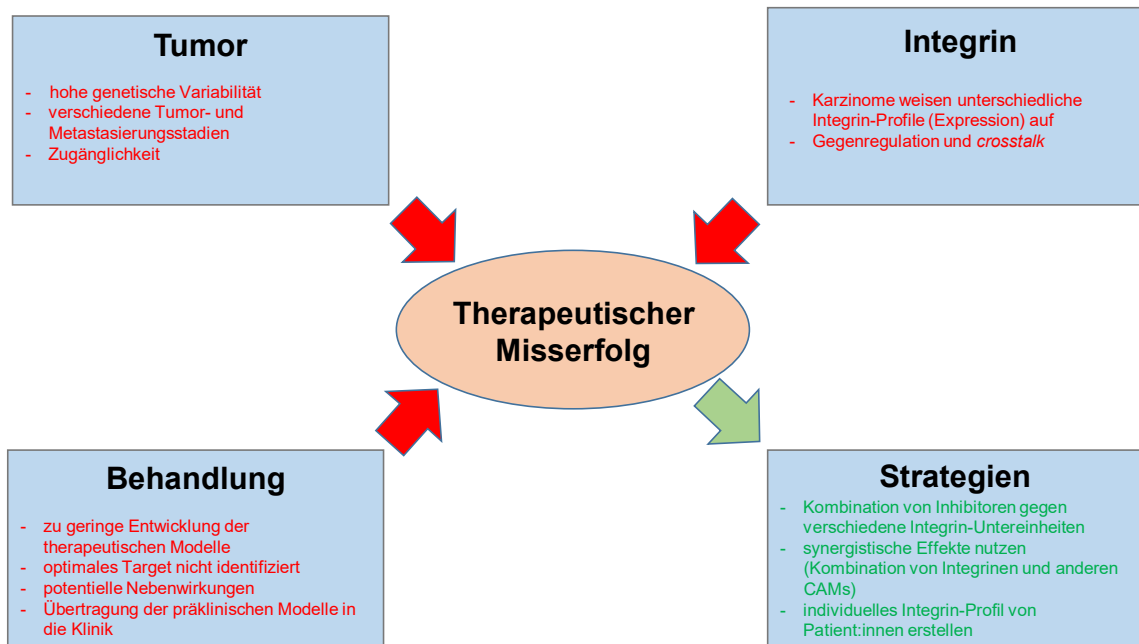 Tumor
- hohe genetische Variabilität
- verschiedene Tumor- und
Metastasierungsstadien
- Zugänglichkeit
Integrin
- Karzinome weisen unterschiedliche
Integrin-Profile (Expression) auf
- Gegenregulation und crosstalk
Therapeutischer
Misserfolg
Behandlung
- zu geringe Entwicklung der
therapeutischen Modelle
- optimales Target nicht identifiziert
- potentielle Nebenwirkungen
- Übertragung der präklinischen Modelle in
die Klinik
Strategien
- Kombination von Inhibitoren gegen
verschiedene Integrin-Untereinheiten
- synergistische Effekte nutzen
(Kombination von Integrinen und anderen
CAMs)
- individuelles Integrin-Profil von
Patient:innen erstellen